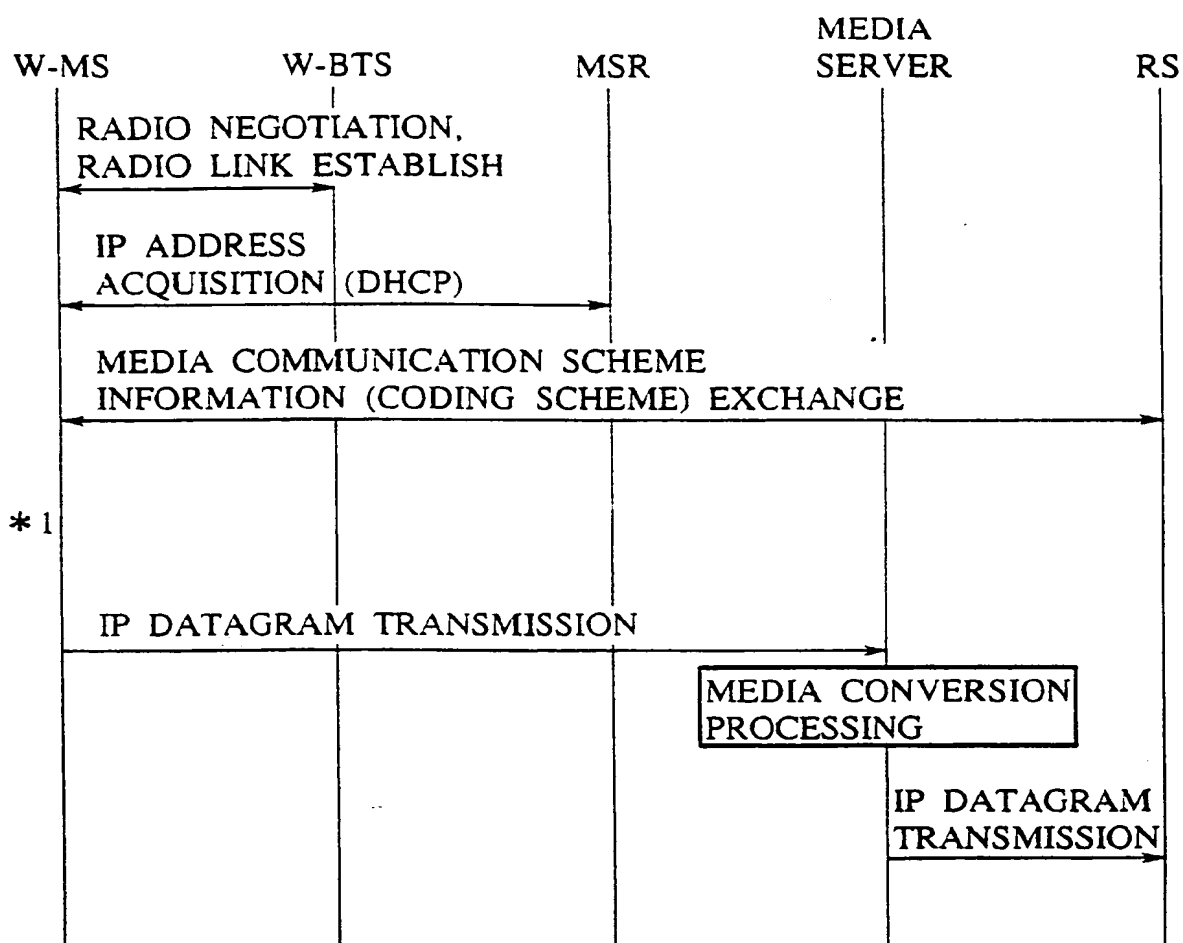 MEDIA
W-MS W-BTS MSR SERVER RS
RADIO NEGOTIATION,
RADIO LINK ESTABLISH
IP ADDRESS
ACQUISITION (DHCP)
MEDIA COMMUNICATION SCHEME
INFORMATION (CODING SCHEME) EXCHANGE
*1
IP DATAGRAM TRANSMISSION
MEDIA CONVERSION
PROCESSING
IP DATAGRAM
TRANSMISSION